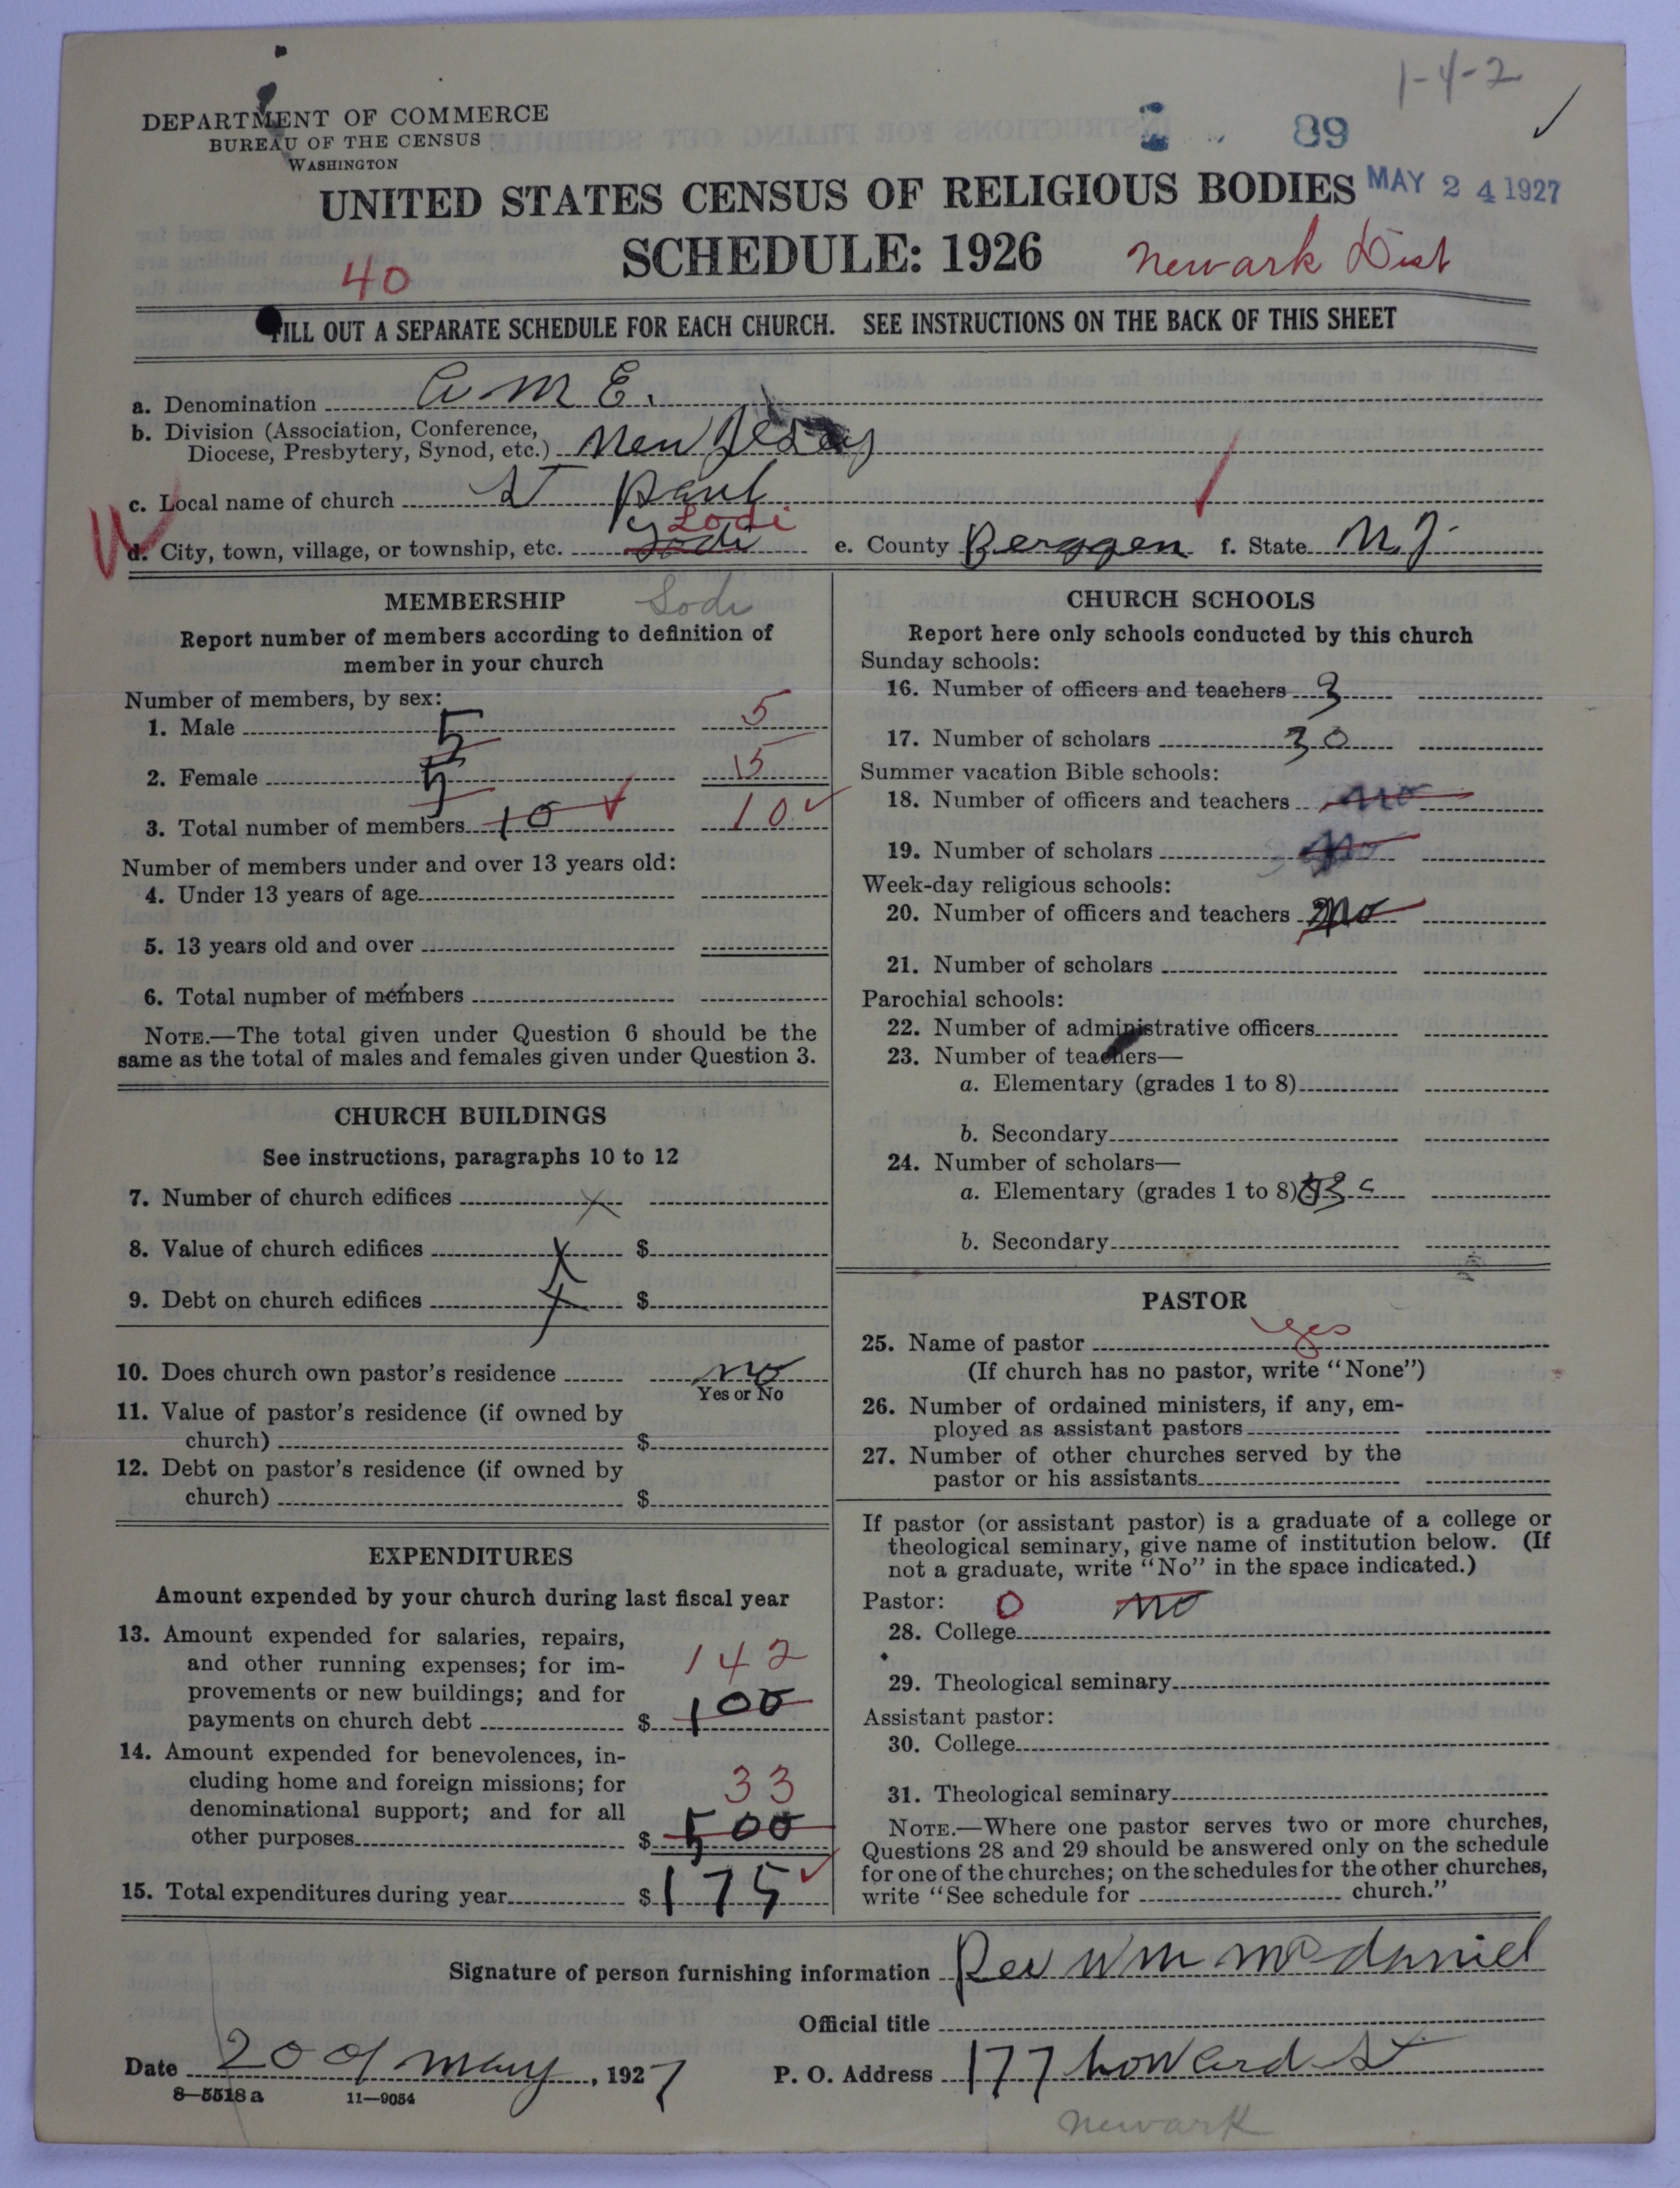 1-4-2
DEPARTMENT OF COMMERCE
BUREAU OF THE CENSUS
WASHINGTON
89
UNITED STATES CENSUS OF RELIGIOUS BODIES
MAY 24 1927
SCHEDULE: 1926
Newark Dist
40
FILL OUT A SEPARATE SCHEDULE FOR EACH CHURCH. SEE INSTRUCTIONS ON THE BACK OF THIS SHEET
a. Denomination A M E.
b. Division (Association, Conference,
Diocese, Presbytery, Synod, etc.) New Jersey
c. Local name of church St Paul
Lodi
d. City, town, village, or township, etc. Lodi e. County Berggen f. State N. J.
Lodi
MEMBERSHIP
Report number of members according to definition of
member in your church
Number of members, by sex:
1. Male 5 5
2. Female 5 5
3. Total number of members 10 10
Number of members under and over 13 years old:
4. Under 13 years of age
5. 13 years old and over
6. Total number of members
NOTE.—The total given under Question 6 should be the
same as the total of males and females given under Question 3.
CHURCH BUILDINGS
See instructions, paragraphs 10 to 12
7. Number of church edifices x
8. Value of church edifices x $
9. Debt on church edifices x $
10. Does church own pastor's residence no
Yes or No
11. Value of pastor's residence (if owned by
church) $
12. Debt on pastor's residence (if owned by
church) $
EXPENDITURES
Amount expended by your church during last fiscal year
13. Amount expended for salaries, repairs,
and other running expenses; for im-
provements or new buildings; and for
142
payments on church debt $ 100
14. Amount expended for benevolences, in-
cluding home and foreign missions; for
denominational support; and for all
33
other purposes $ 500
15. Total expenditures during year $ 175
CHURCH SCHOOLS
Report here only schools conducted by this church
Sunday schools:
16. Number of officers and teachers 3
17. Number of scholars 30
Summer vacation Bible schools:
18. Number of officers and teachers no
19. Number of scholars no
Week-day religious schools:
20. Number of officers and teachers no
21. Number of scholars
Parochial schools:
22. Number of administrative officers
23. Number of teachers—
a. Elementary (grades 1 to 8)
b. Secondary
24. Number of scholars—
a. Elementary (grades 1 to 8)
b. Secondary
PASTOR
25. Name of pastor yes
(If church has no pastor, write "None")
26. Number of ordained ministers, if any, em-
ployed as assistant pastors
27. Number of other churches served by the
pastor or his assistants
If pastor (or assistant pastor) is a graduate of a college or
theological seminary, give name of institution below. (If
not a graduate, write "No" in the space indicated.)
Pastor: 0 no
28. College
29. Theological seminary
Assistant pastor:
30. College
31. Theological seminary
NOTE.—Where one pastor serves two or more churches,
Questions 28 and 29 should be answered only on the schedule
for one of the churches; on the schedules for the other churches,
write "See schedule for church."
Signature of person furnishing information Rev Wm McDaniel
Official title
Date 20 of May, 1927 P. O. Address 177 howard St
8—5518 a 11—9054
Newark